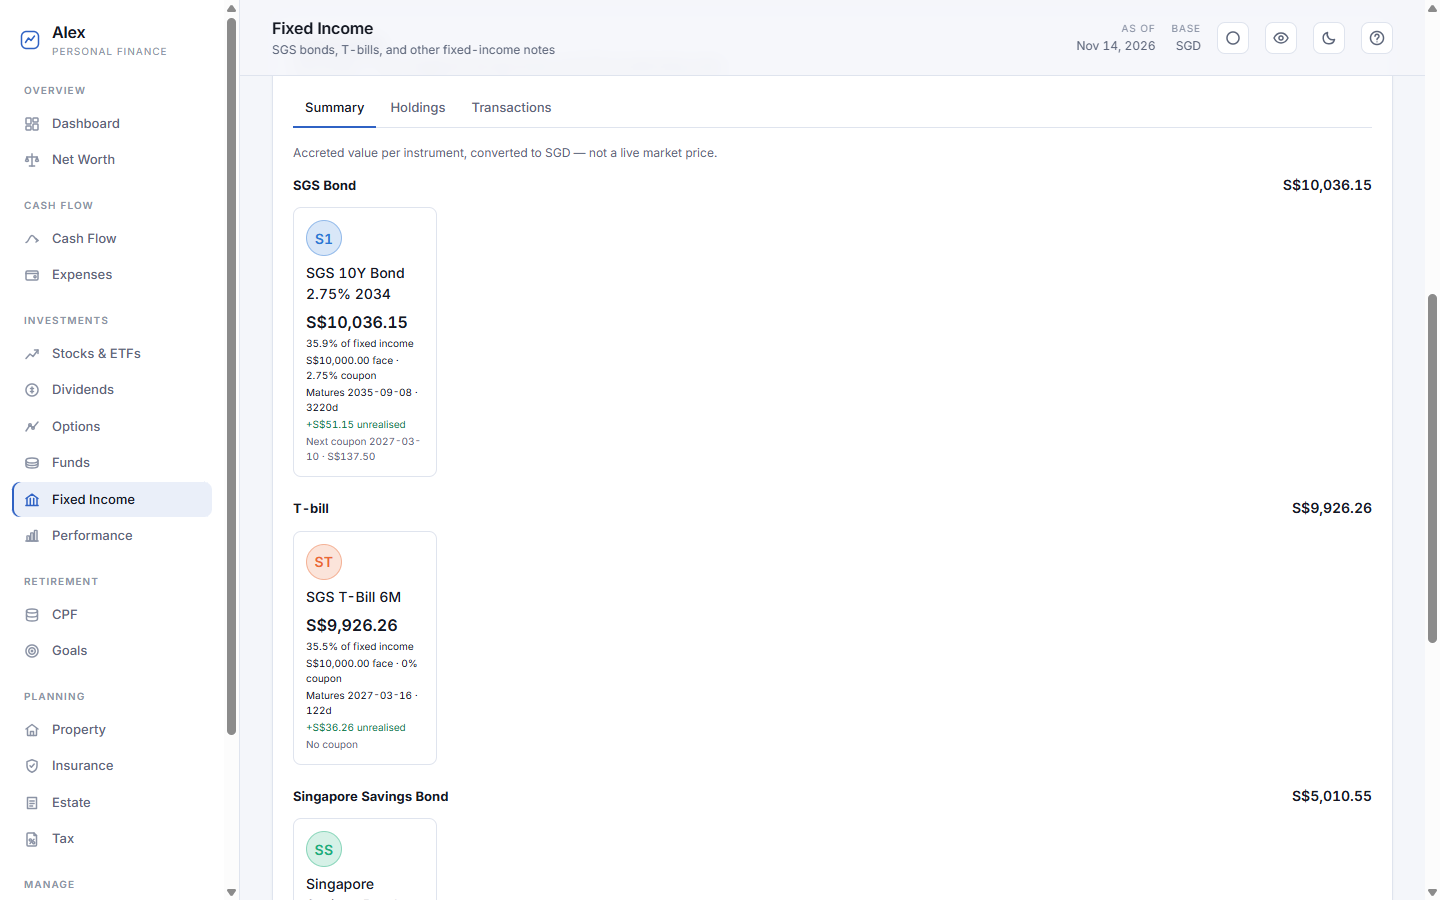 Alex
PERSONAL FINANCE
OVERVIEW
Dashboard
Net Worth
CASH FLOW
Cash Flow
Expenses
INVESTMENTS
Stocks & ETFs
Dividends
Options
Funds
Fixed Income
Performance
RETIREMENT
CPF
Goals
PLANNING
Property
Insurance
Estate
Tax
MANAGE
Fixed Income
SGS bonds, T-bills, and other fixed-income notes
AS OF
Nov 14, 2026
BASE
SGD
Summary
Holdings
Transactions
Accreted value per instrument, converted to SGD — not a live market price.
SGS Bond
S$10,036.15
S1
SGS 10Y Bond
2.75% 2034
S$10,036.15
35.9% of fixed income
S$10,000.00 face ·
2.75% coupon
Matures 2035-09-08 ·
3220d
+S$51.15 unrealised
Next coupon 2027-03-
10 · S$137.50
T-bill
S$9,926.26
ST
SGS T-Bill 6M
S$9,926.26
35.5% of fixed income
S$10,000.00 face · 0%
coupon
Matures 2027-03-16 ·
122d
+S$36.26 unrealised
No coupon
Singapore Savings Bond
S$5,010.55
SS
Singapore